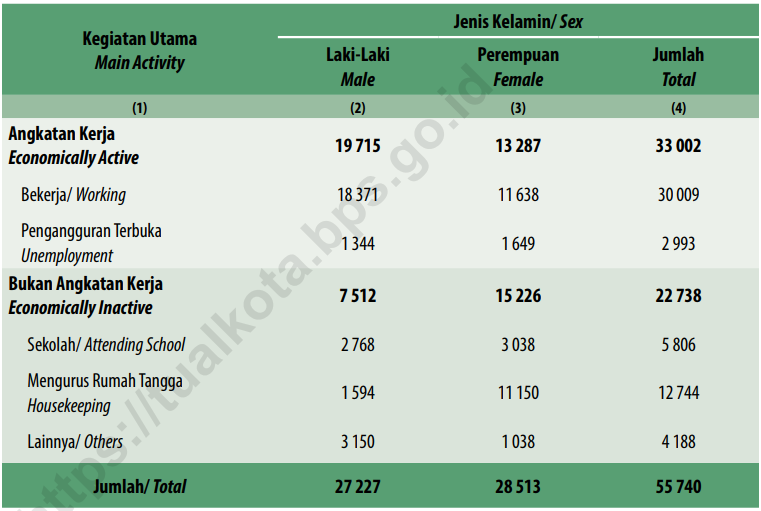 Kegiatan Utama
Main Activity
Jenis Kelamin/ Sex
Laki-Laki
Male
Perempuan
Female
Jumlah
Total
(1) (2) (3) (4)
Angkatan Kerja
Economically Active 19 715 13 287 33 002
Bekerja/ Working 18 371 11 638 30 009
Pengangguran Terbuka
Unemployment 1 344 1 649 2 993
Bukan Angkatan Kerja
Economically Inactive 7 512 15 226 22 738
Sekolah/ Attending School 2 768 3 038 5 806
Mengurus Rumah Tangga
Housekeeping 1 594 11 150 12 744
Lainnya/ Others 3 150 1 038 4 188
Jumlah/ Total 27 227 28 513 55 740
https://tualkota.bps.go.id